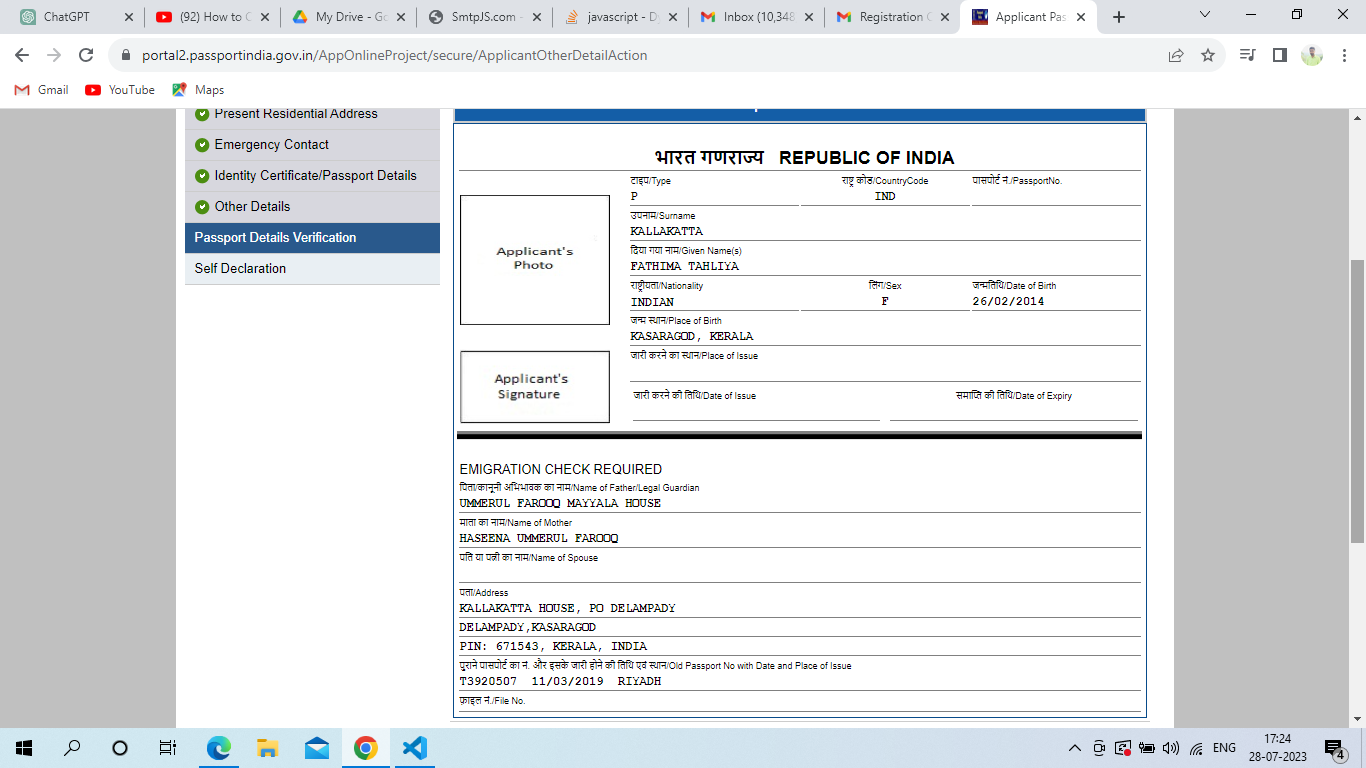 ChatGPT
(92) How to C
My Drive - Go
SmtpJS.com -
javascript - Dy
Inbox (10,348
Registration C
Applicant Pas
portal2.passportindia.gov.in/AppOnlineProject/secure/ApplicantOtherDetailAction
Gmail YouTube Maps
Present Residential Address
Emergency Contact
Identity Certificate/Passport Details
Other Details
Passport Details Verification
Self Declaration
भारत गणराज्य REPUBLIC OF INDIA
टाइप/Type राष्ट्र कोड/CountryCode पासपोर्ट नं./PassportNo.
P IND
उपनाम/Surname
KALLAKATTA
दिया गया नाम/Given Name(s)
FATHIMA TAHLIYA
राष्ट्रीयता/Nationality लिंग/Sex जन्मतिथि/Date of Birth
INDIAN F 26/02/2014
जन्म स्थान/Place of Birth
KASARAGOD, KERALA
जारी करने का स्थान/Place of Issue
जारी करने की तिथि/Date of Issue समाप्ति की तिथि/Date of Expiry
Applicant's
Photo
Applicant's
Signature
EMIGRATION CHECK REQUIRED
पिता/कानूनी अभिभावक का नाम/Name of Father/Legal Guardian
UMMERUL FAROOQ MAYYALA HOUSE
माता का नाम/Name of Mother
HASEENA UMMERUL FAROOQ
पति या पत्नी का नाम/Name of Spouse
पता/Address
KALLAKATTA HOUSE, PO DELAMPADY
DELAMPADY,KASARAGOD
PIN: 671543, KERALA, INDIA
पुराने पासपोर्ट का नं. और इसके जारी होने की तिथि एवं स्थान/Old Passport No with Date and Place of Issue
T3920507 11/03/2019 RIYADH
फ़ाइल नं./File No.
ENG
17:24
28-07-2023
4